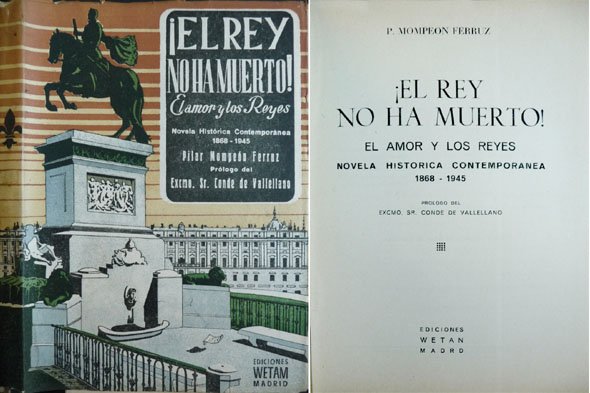 ¡EL REY
NO HA MUERTO!
El amor y los Reyes
Novela Histórica Contemporánea
1868 - 1945
Pilar Mompeón Ferruz
Prólogo del
Excmo. Sr. Conde de Vallellano
EDICIONES
WETAM
MADRID
P. MOMPEON FERRUZ
¡EL REY
NO HA MUERTO!
EL AMOR Y LOS REYES
NOVELA HISTORICA CONTEMPORANEA
1868 - 1945
PROLOGO DEL
EXCMO. SR. CONDE DE VALLELLANO
EDICIONES
WETAN
MADRD